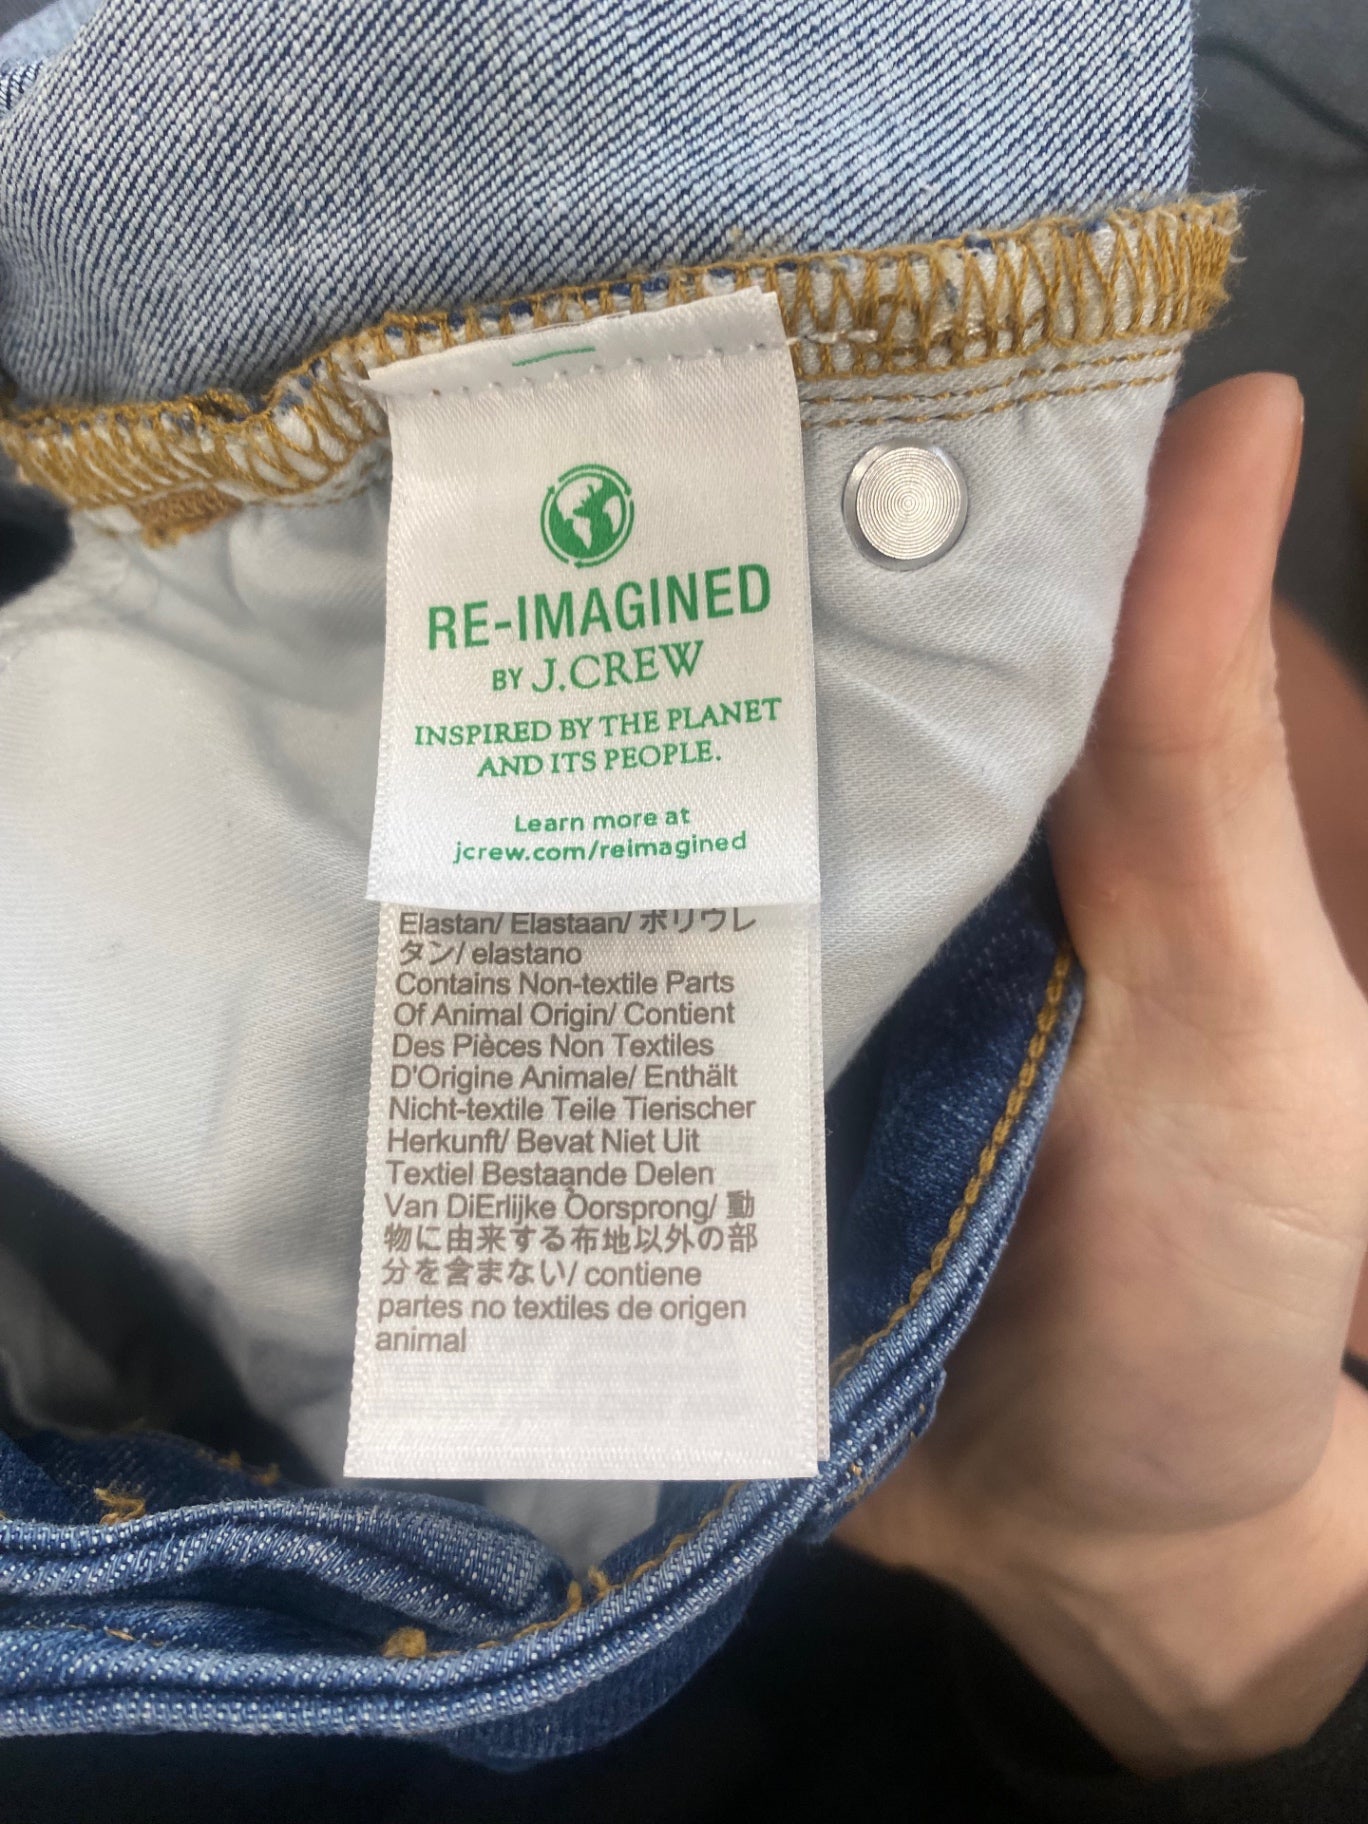 RE-IMAGINED
BY J.CREW
INSPIRED BY THE PLANET
AND ITS PEOPLE.
Learn more at
jcrew.com/reimagined
Elastan/ Elastaan/ ポリウレ
タン/ elastano
Contains Non-textile Parts
Of Animal Origin/ Contient
Des Pièces Non Textiles
D'Origine Animale/ Enthält
Nicht-textile Teile Tierischer
Herkunft/ Bevat Niet Uit
Textiel Bestaande Delen
Van DiErlijke Oorsprong/ 動
物に由来する布地以外の部
分を含まない/ contiene
partes no textiles de origen
animal